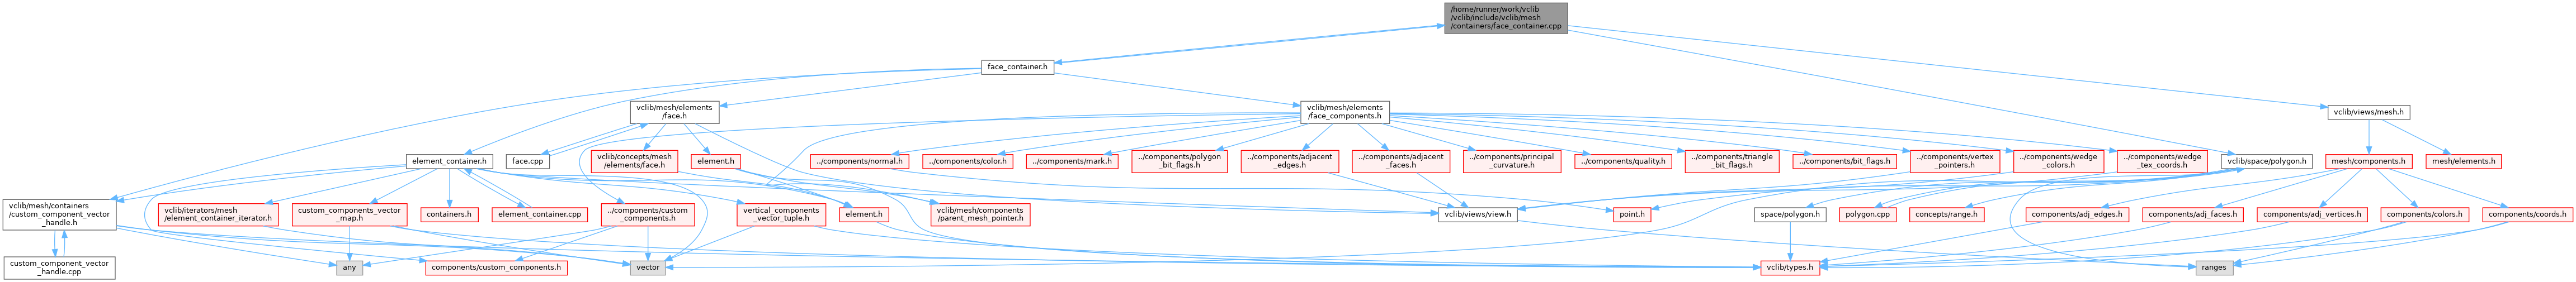 /home/runner/work/vclib
/vclib/include/vclib/mesh
/containers/face_container.cpp
face_container.h
vclib/mesh/elements
/face.h
vclib/mesh/elements
/face_components.h
vclib/views/mesh.h
element_container.h
face.cpp
vclib/concepts/mesh
/elements/face.h
element.h
../components/normal.h
../components/color.h
../components/mark.h
../components/polygon
_bit_flags.h
../components/adjacent
_edges.h
../components/adjacent
_faces.h
../components/principal
_curvature.h
../components/quality.h
../components/triangle
_bit_flags.h
../components/bit_flags.h
../components/vertex
_pointers.h
../components/wedge
_colors.h
../components/wedge
_tex_coords.h
vclib/space/polygon.h
mesh/components.h
mesh/elements.h
vclib/mesh/containers
/custom_component_vector
_handle.h
vclib/iterators/mesh
/element_container_iterator.h
custom_components_vector
_map.h
containers.h
element_container.cpp
../components/custom
_components.h
vertical_components
_vector_tuple.h
element.h
vclib/mesh/components
/parent_mesh_pointer.h
vclib/views/view.h
point.h
space/polygon.h
polygon.cpp
concepts/range.h
components/adj_edges.h
components/adj_faces.h
components/adj_vertices.h
components/colors.h
components/coords.h
custom_component_vector
_handle.cpp
any
components/custom_components.h
vector
vclib/types.h
ranges